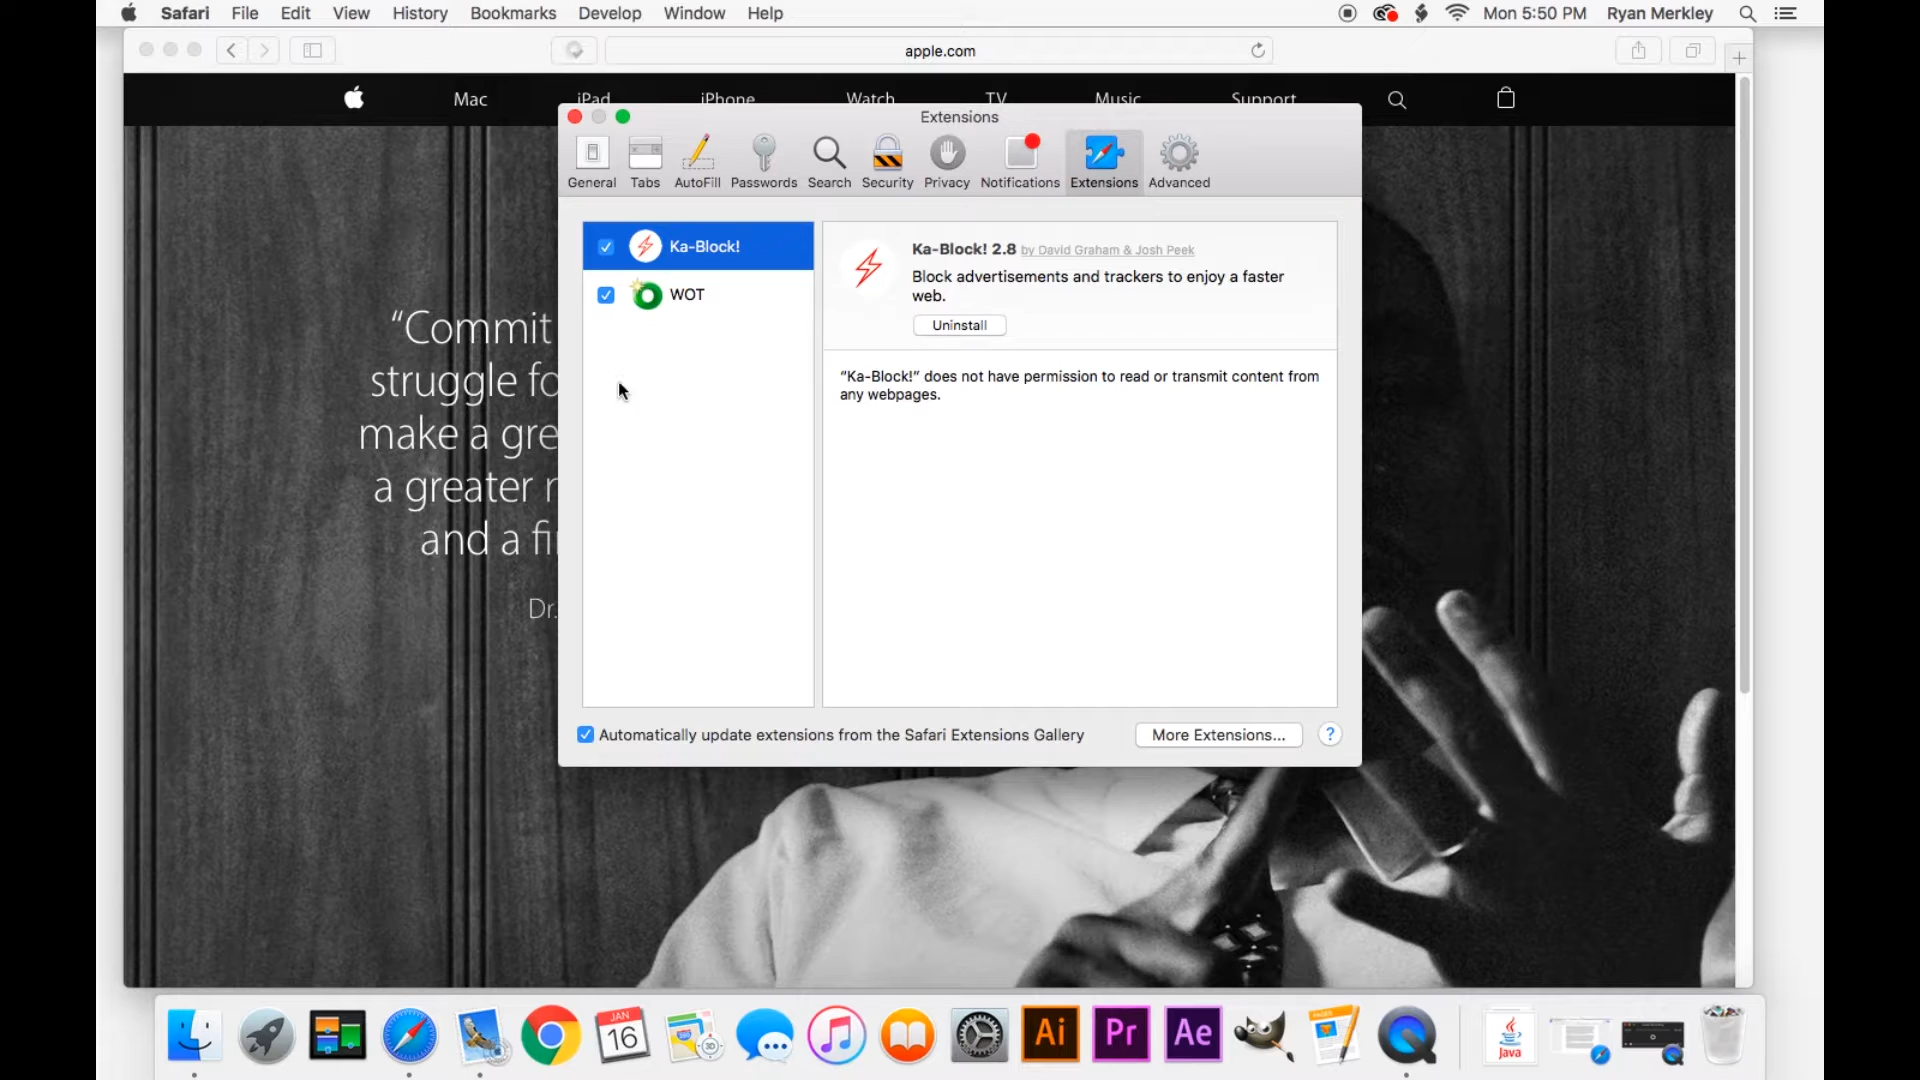 Safari File Edit View History Bookmarks Develop Window Help Mon 5:50 PM Ryan Merkley
apple.com
Mac iPad iPhone Watch TV Music Support
Extensions
General Tabs AutoFill Passwords Search Security Privacy Notifications Extensions Advanced
Ka-Block!
WOT
Ka-Block! 2.8 by David Graham & Josh Peek
Block advertisements and trackers to enjoy a faster
web.
Uninstall
“Ka-Block!” does not have permission to read or transmit content from
any webpages.
Automatically update extensions from the Safari Extensions Gallery More Extensions... ?
“Commit
struggle fo
make a gre
a greater
and a fi
Dr.
JAN
16
Ai Pr Ae
Java